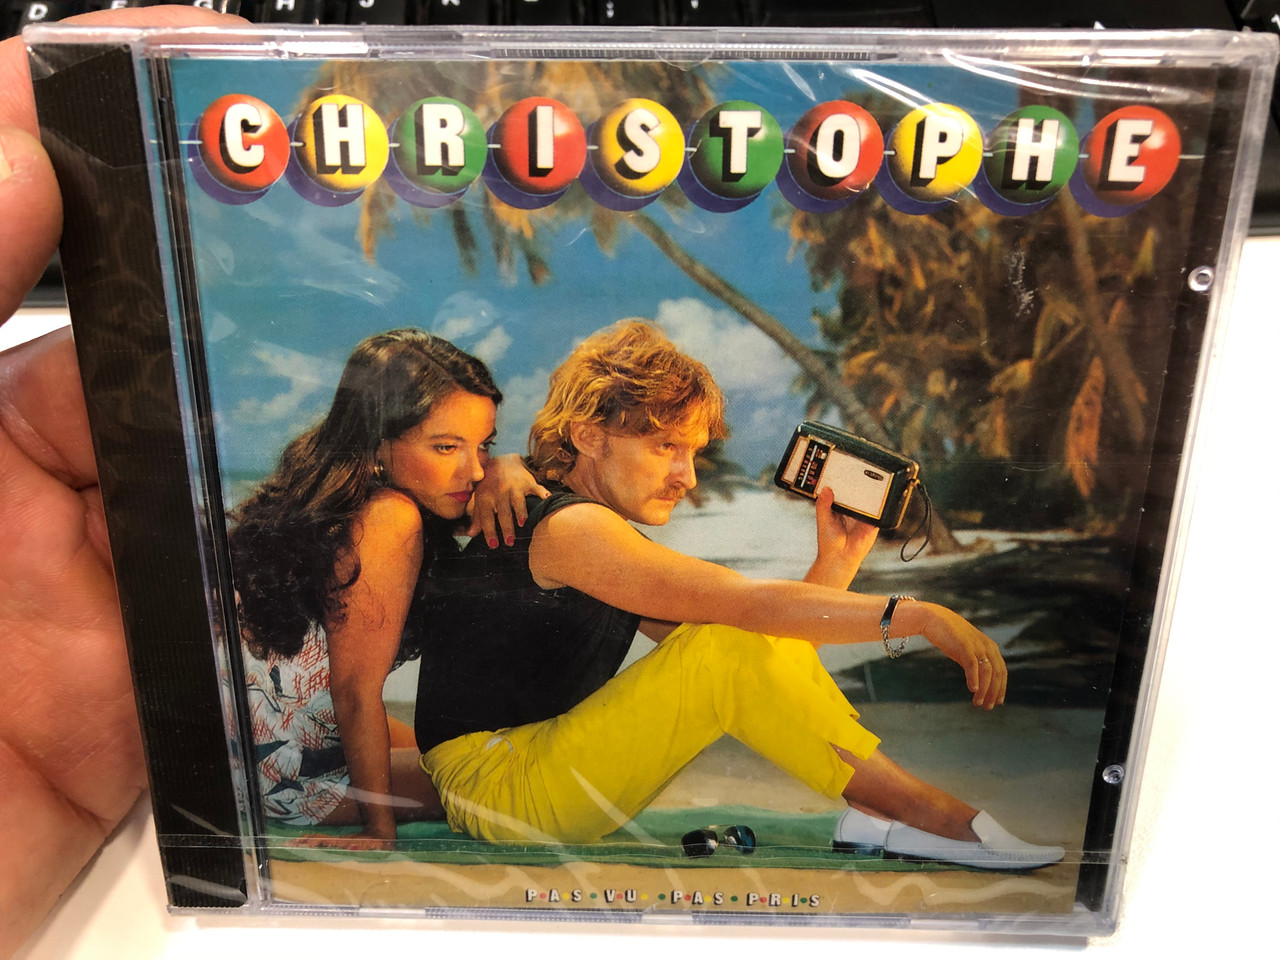 D F G H J K L
CHRISTOPHE
PAS VU PAS PRIS